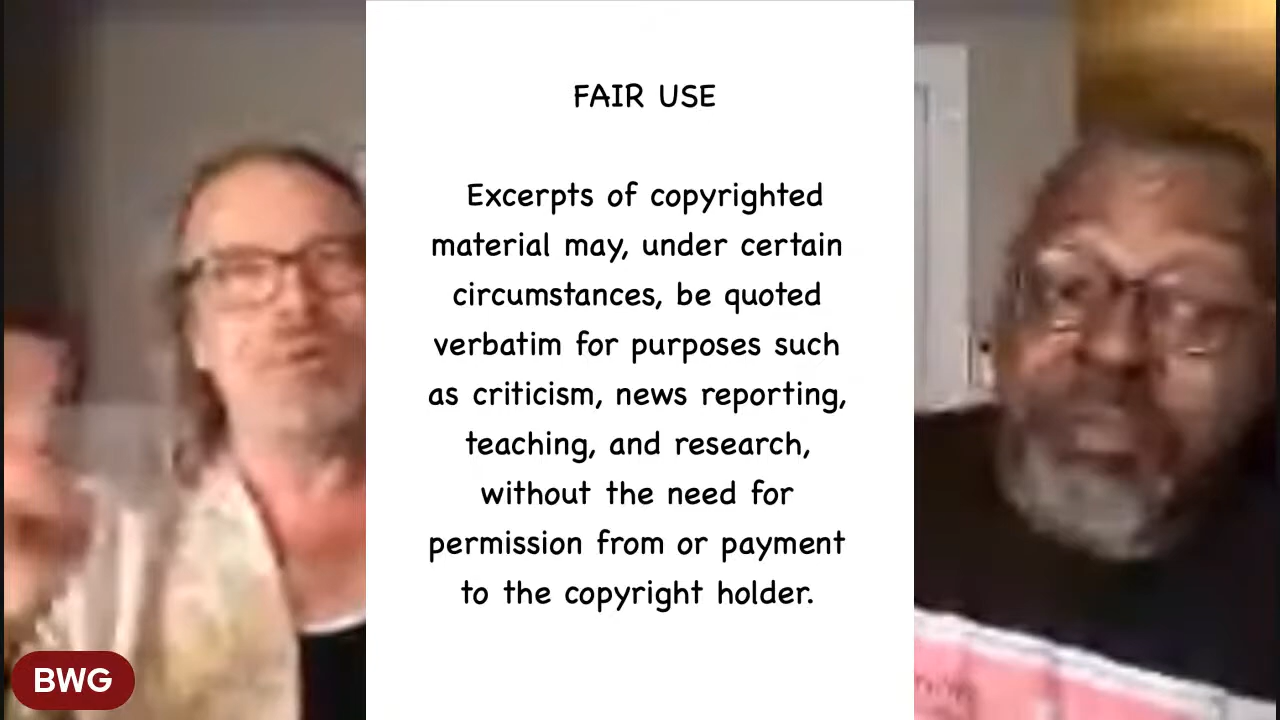 FAIR USE
Excerpts of copyrighted
material may, under certain
circumstances, be quoted
verbatim for purposes such
as criticism, news reporting,
teaching, and research,
without the need for
permission from or payment
to the copyright holder.
BWG